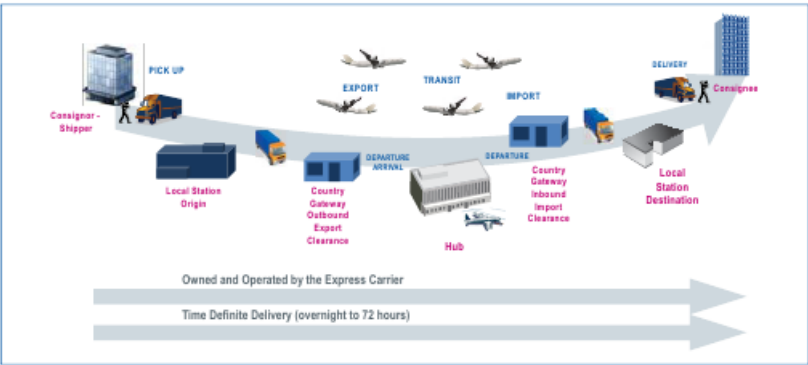 PICK UP
Consignor -
Shipper
Local Station
Origin
EXPORT
TRANSIT
IMPORT
Country
Gateway
Outbound
Export
Clearance
DEPARTURE
ARRIVAL
Hub
DEPARTURE
Country
Gateway
Inbound
Import
Clearance
DELIVERY
Consignee
Local
Station
Destination
Owned and Operated by the Express Carrier
Time Definite Delivery (overnight to 72 hours)